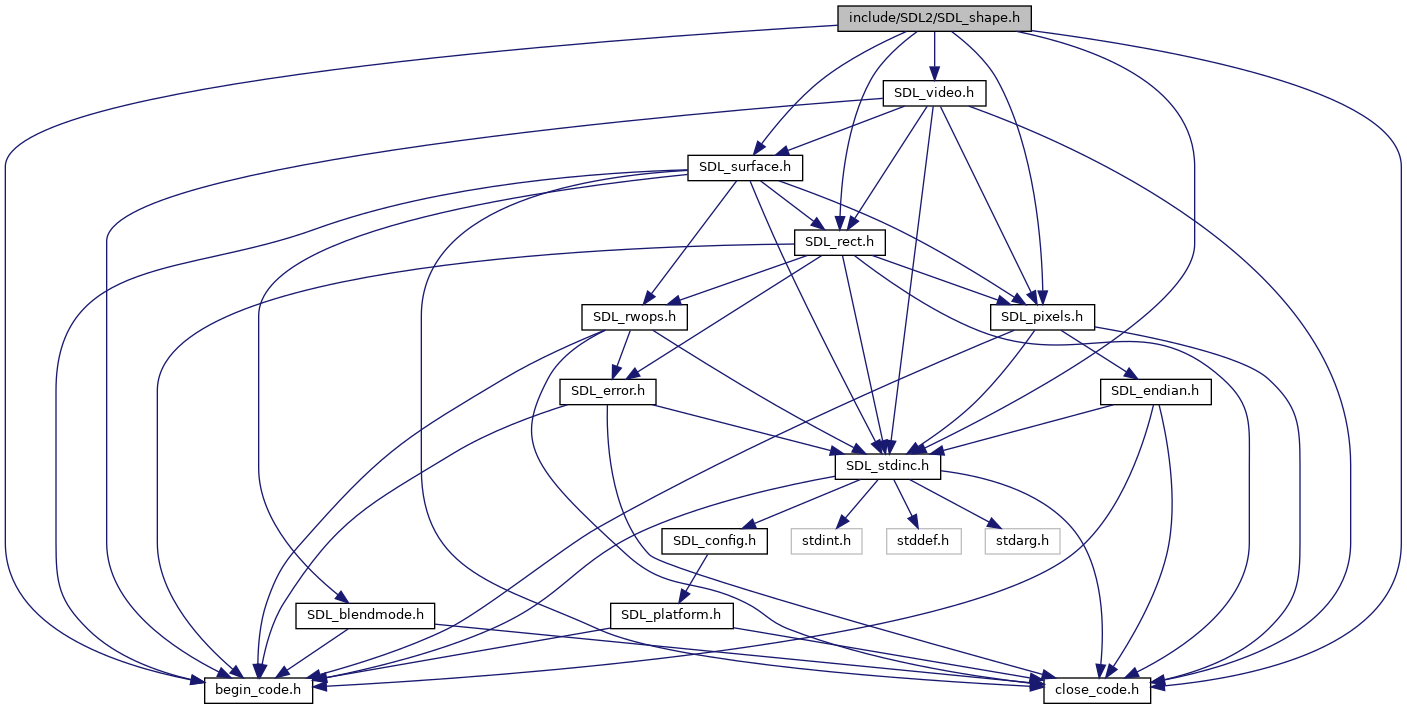 include/SDL2/SDL_shape.h
SDL_video.h
SDL_surface.h
SDL_rect.h
SDL_rwops.h
SDL_pixels.h
SDL_error.h
SDL_endian.h
SDL_stdinc.h
SDL_config.h
stdint.h
stddef.h
stdarg.h
SDL_blendmode.h
SDL_platform.h
begin_code.h
close_code.h